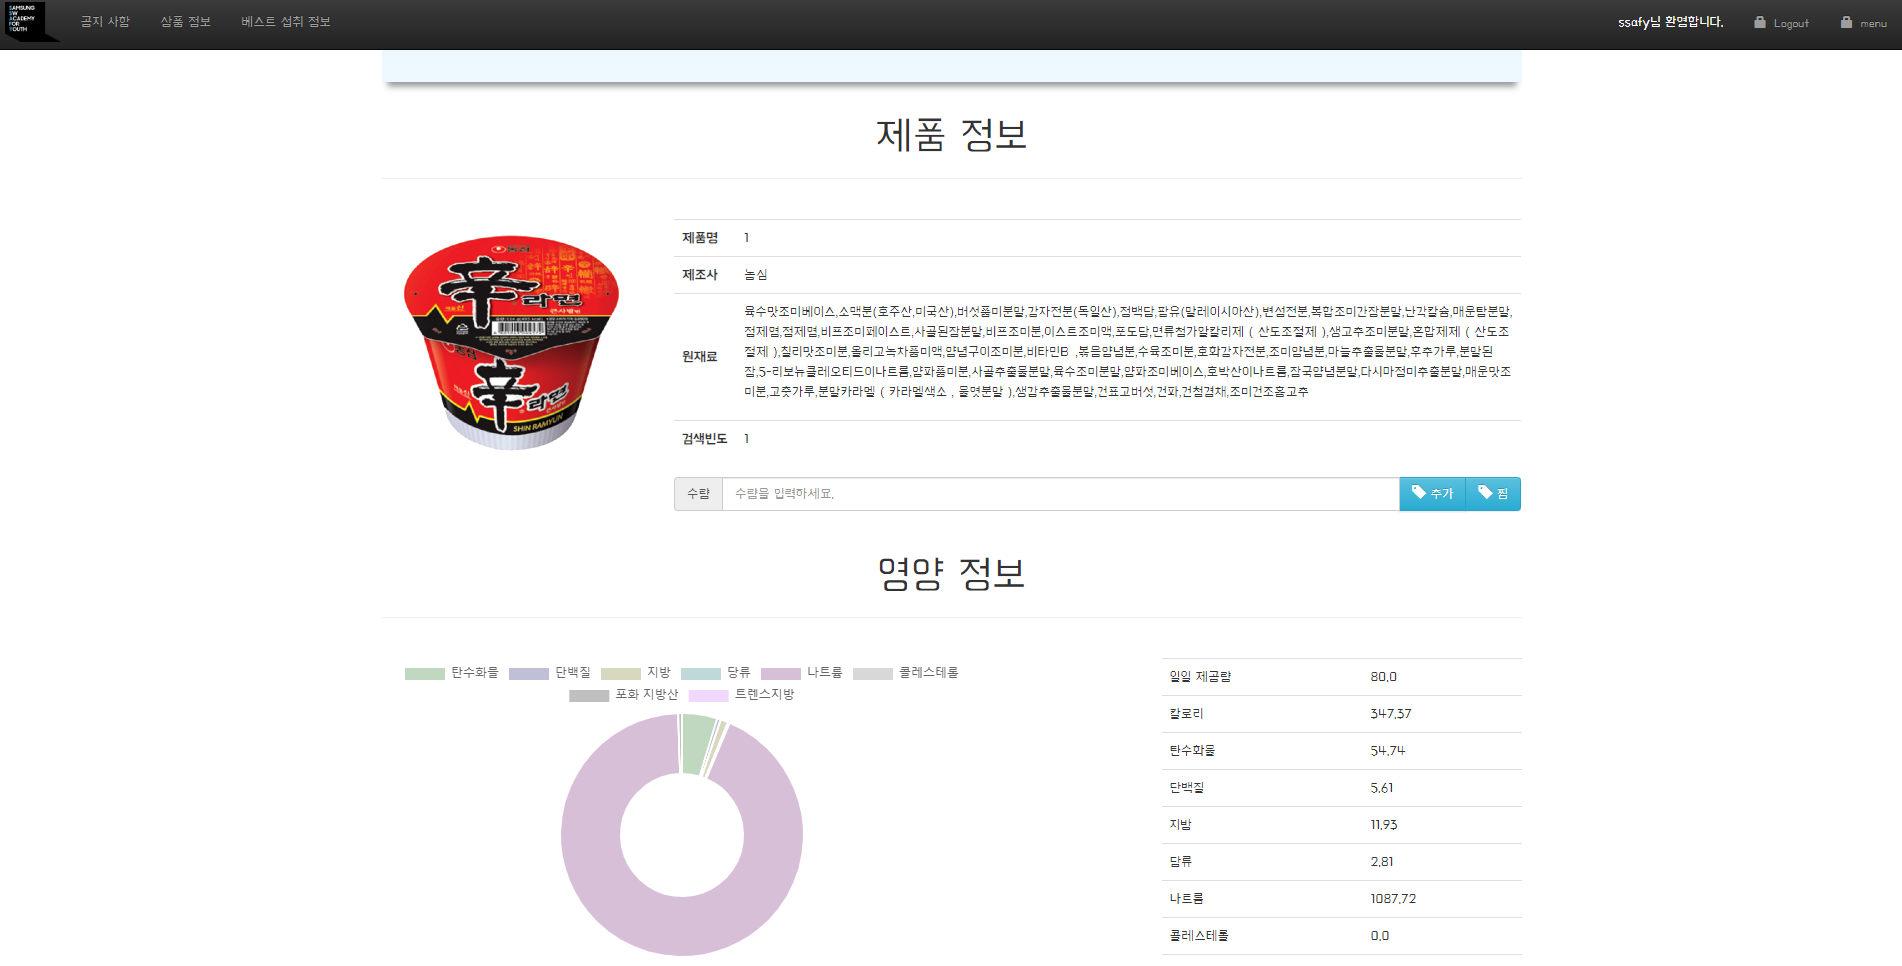 SAMSUNG
SW
ACADEMY
FOR
YOUTH
공지 사항 상품 정보 베스트 섭취 정보 ssafy님 환영합니다. Logout menu
제품 정보
농심
辛라면
큰사발면
농심
辛라면
SHIN RAMYUN
제품명 1
제조사 농심
원재료 육수맛조미베이스,소맥분(호주산,미국산),버섯풍미분말,감자전분(독일산),정백당,팜유(말레이시아산),변성전분,복합조미간장분말,난각칼슘,매운탕분말,
정제염,정제염,비프조미페이스트,사골된장분말,비프조미분,이스트조미액,포도당,면류첨가알칼리제 ( 산도조절제 ),생고추조미분말,혼합제제 ( 산도조
절제 ),칠리맛조미분,올리고녹차풍미액,양념구이조미분,비타민B ,볶음양념분,수육조미분,호화감자전분,조미양념분,마늘추출물분말,후추가루,분말된
장,5-리보뉴클레오티드이나트륨,양파풍미분,사골추출물분말,육수조미분말,양파조미베이스,호박산이나트륨,장국양념분말,다시마정미추출분말,매운맛조
미분,고춧가루,분말카라멜 ( 카라멜색소 , 물엿분말 ),생강추출물분말,건표고버섯,건파,건청경채,조미건조홍고추
검색빈도 1
수량 수량을 입력하세요. 추가 찜
영양 정보
탄수화물 단백질 지방 당류 나트륨 콜레스테롤
포화 지방산 트렌스지방
일일 제공량 80.0
칼로리 347.37
탄수화물 54.74
단백질 5.61
지방 11.93
당류 2.81
나트륨 1087.72
콜레스테롤 0.0